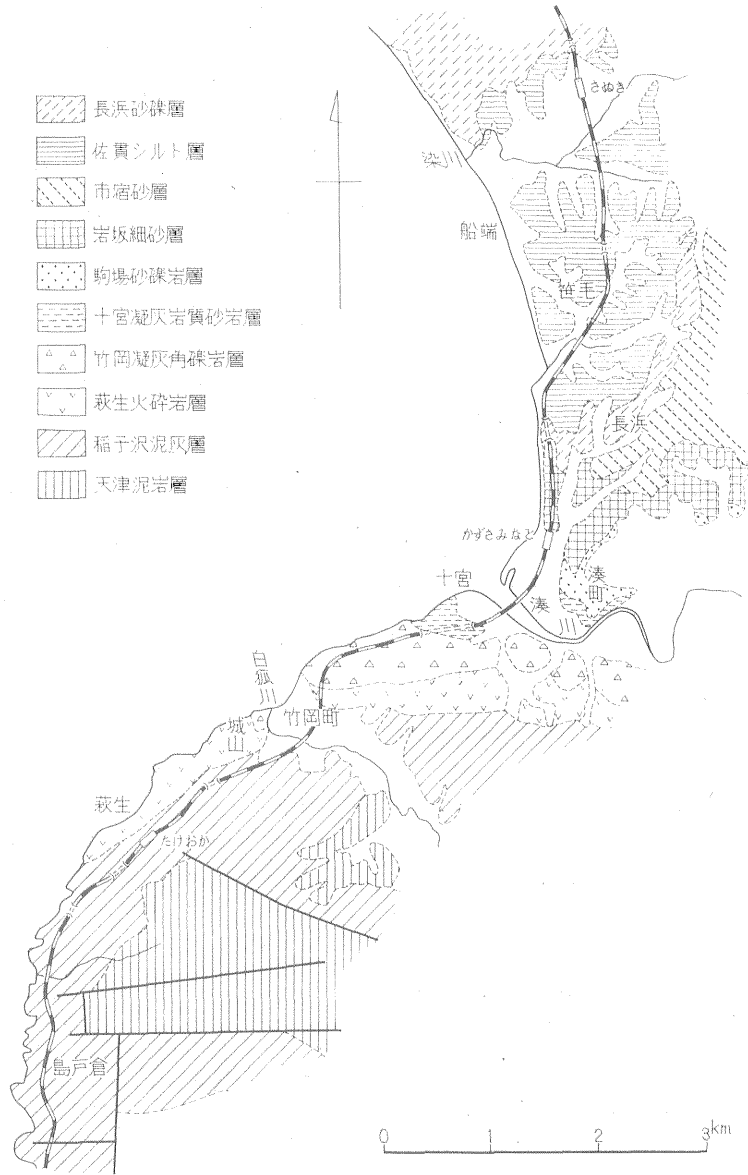 長浜砂礫層
佐貫シルト層
市宿砂層
岩坂細砂層
駒場砂礫岩層
十宮凝灰岩質砂岩層
竹岡凝灰角礫岩層
萩生火砕岩層
稲子沢泥灰層
天津泥岩層
さぬき
染川
船端
笹毛
長浜
かずさみなと
十宮
湊町
湊川
白狐川
城山
竹岡町
萩生
たけおか
島戸倉
0 1 2 3km